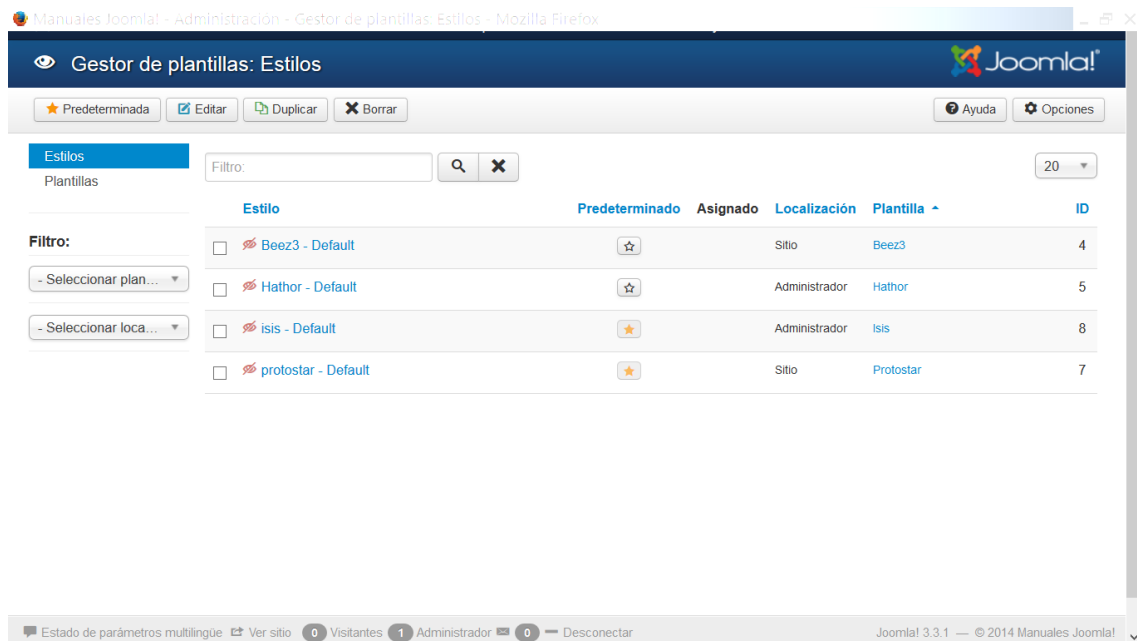 Manuales Joomla! - Administración - Gestor de plantillas: Estilos - Mozilla Firefox
Gestor de plantillas: Estilos
Joomla!
Predeterminada Editar Duplicar Borrar Ayuda Opciones
Estilos
Plantillas
Filtro:
- Seleccionar plan...
- Seleccionar loca...
Filtro:
20
Estilo Predeterminado Asignado Localización Plantilla ID
Beez3 - Default Sitio Beez3 4
Hathor - Default Administrador Hathor 5
isis - Default Administrador Isis 8
protostar - Default Sitio Protostar 7
Estado de parámetros multilingüe Ver sitio 0 Visitantes 1 Administrador 0 Desconectar Joomla! 3.3.1 — © 2014 Manuales Joomla!